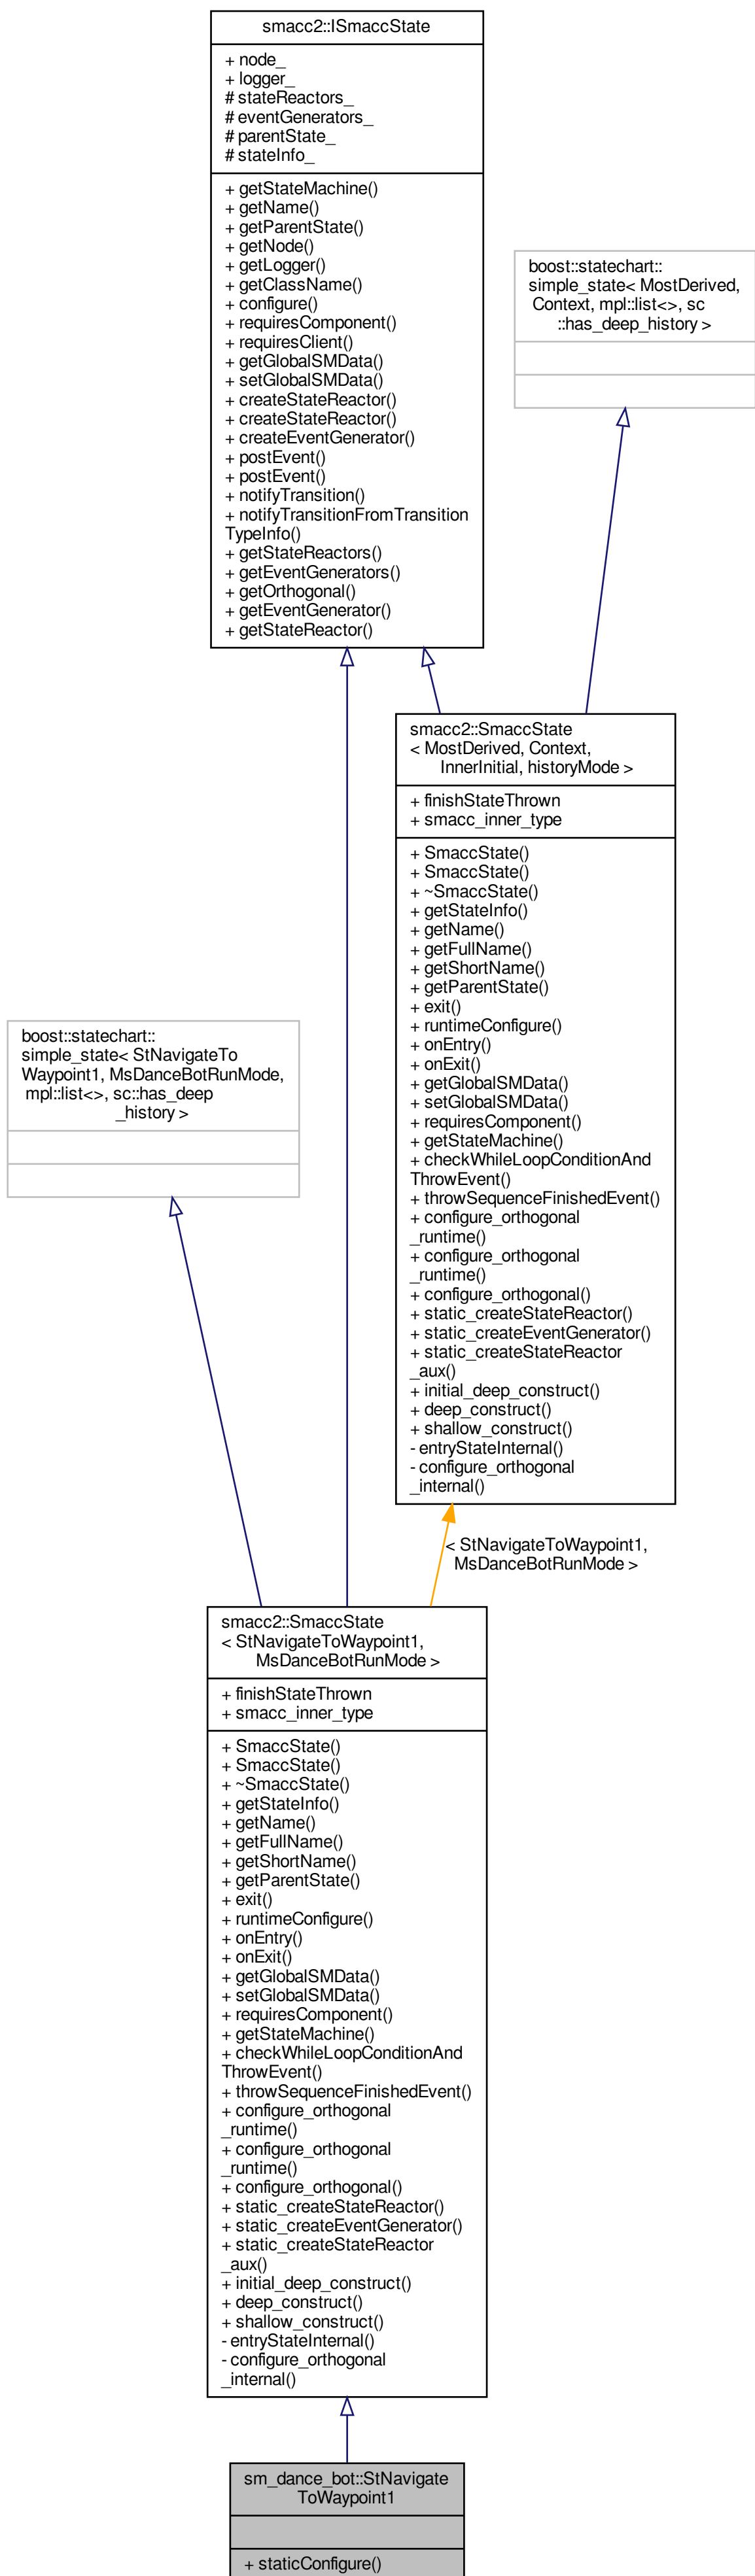 smacc2::ISmaccState
+ node_
+ logger_
# stateReactors_
# eventGenerators_
# parentState_
# stateInfo_
+ getStateMachine()
+ getName()
+ getParentState()
+ getNode()
+ getLogger()
+ getClassName()
+ configure()
+ requiresComponent()
+ requiresClient()
+ getGlobalSMData()
+ setGlobalSMData()
+ createStateReactor()
+ createStateReactor()
+ createEventGenerator()
+ postEvent()
+ postEvent()
+ notifyTransition()
+ notifyTransitionFromTransition
TypeInfo()
+ getStateReactors()
+ getEventGenerators()
+ getOrthogonal()
+ getEventGenerator()
+ getStateReactor()
boost::statechart::
simple_state< MostDerived,
Context, mpl::list<>, sc
::has_deep_history >
smacc2::SmaccState
< MostDerived, Context,
InnerInitial, historyMode >
+ finishStateThrown
+ smacc_inner_type
+ SmaccState()
+ SmaccState()
+ ~SmaccState()
+ getStateInfo()
+ getName()
+ getFullName()
+ getShortName()
+ getParentState()
+ exit()
+ runtimeConfigure()
+ onEntry()
+ onExit()
+ getGlobalSMData()
+ setGlobalSMData()
+ requiresComponent()
+ getStateMachine()
+ checkWhileLoopConditionAnd
ThrowEvent()
+ throwSequenceFinishedEvent()
+ configure_orthogonal
_runtime()
+ configure_orthogonal
_runtime()
+ configure_orthogonal()
+ static_createStateReactor()
+ static_createEventGenerator()
+ static_createStateReactor
_aux()
+ initial_deep_construct()
+ deep_construct()
+ shallow_construct()
- entryStateInternal()
- configure_orthogonal
_internal()
boost::statechart::
simple_state< StNavigateTo
Waypoint1, MsDanceBotRunMode,
mpl::list<>, sc::has_deep
_history >
< StNavigateToWaypoint1,
MsDanceBotRunMode >
smacc2::SmaccState
< StNavigateToWaypoint1,
MsDanceBotRunMode >
+ finishStateThrown
+ smacc_inner_type
+ SmaccState()
+ SmaccState()
+ ~SmaccState()
+ getStateInfo()
+ getName()
+ getFullName()
+ getShortName()
+ getParentState()
+ exit()
+ runtimeConfigure()
+ onEntry()
+ onExit()
+ getGlobalSMData()
+ setGlobalSMData()
+ requiresComponent()
+ getStateMachine()
+ checkWhileLoopConditionAnd
ThrowEvent()
+ throwSequenceFinishedEvent()
+ configure_orthogonal
_runtime()
+ configure_orthogonal
_runtime()
+ configure_orthogonal()
+ static_createStateReactor()
+ static_createEventGenerator()
+ static_createStateReactor
_aux()
+ initial_deep_construct()
+ deep_construct()
+ shallow_construct()
- entryStateInternal()
- configure_orthogonal
_internal()
sm_dance_bot::StNavigate
ToWaypoint1
+ staticConfigure()